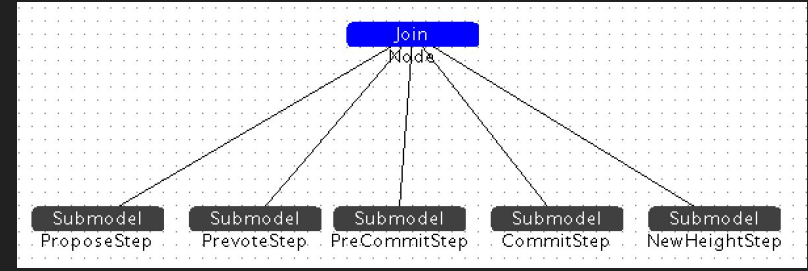 Join
Node
Submodel Submodel Submodel Submodel Submodel
ProposeStep PrevoteStep PreCommitStep CommitStep NewHeightStep